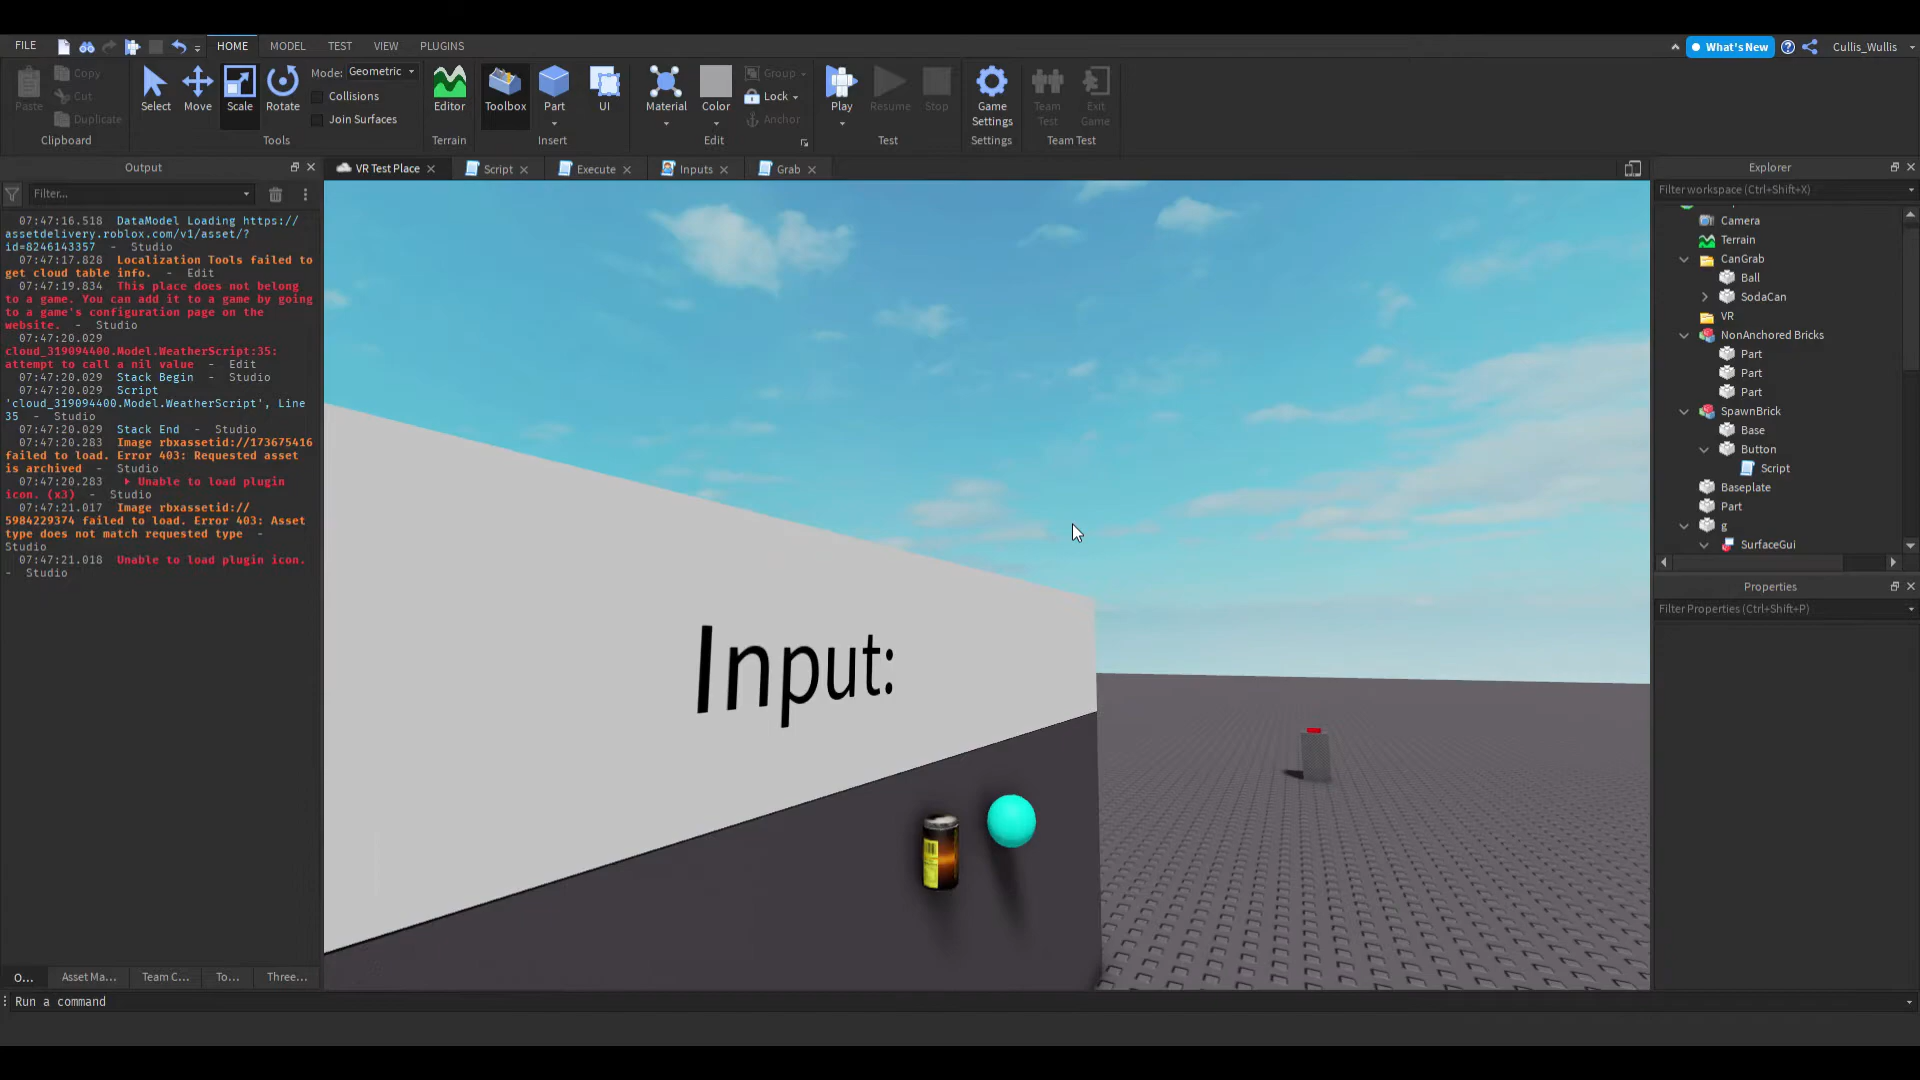 FILE
HOME
MODEL
TEST
VIEW
PLUGINS
What's New
Cullis_Wullis
Paste
Copy
Cut
Duplicate
Clipboard
Select
Move
Scale
Rotate
Mode: Geometric
Collisions
Join Surfaces
Tools
Editor
Terrain
Toolbox
Part
UI
Insert
Material
Color
Group
Lock
Anchor
Edit
Play
Resume
Stop
Test
Game
Settings
Settings
Team
Test
Exit
Game
Team Test
Output
VR Test Place
Script
Execute
Inputs
Grab
Filter...
07:47:16.518 DataModel Loading https://
assetdelivery.roblox.com/v1/asset/?
id=8246143357 - Studio
07:47:17.828 Localization Tools failed to
get cloud table info. - Edit
07:47:19.834 This place does not belong
to a game. You can add it to a game by going
to a game's configuration page on the
website. - Studio
07:47:20.029
cloud_319094400.Model.WeatherScript:35:
attempt to call a nil value - Edit
07:47:20.029 Stack Begin - Studio
07:47:20.029 Script
'cloud_319094400.Model.WeatherScript', Line
35 - Studio
07:47:20.029 Stack End - Studio
07:47:20.283 Image rbxassetid://173675416
failed to load. Error 403: Requested asset
is archived - Studio
07:47:20.283 Unable to load plugin
icon. (x3) - Studio
07:47:21.017 Image rbxassetid://
5984229374 failed to load. Error 403: Asset
type does not match requested type -
Studio
07:47:21.018 Unable to load plugin icon.
- Studio
Input:
Explorer
Filter workspace (Ctrl+Shift+X)
Camera
Terrain
CanGrab
Ball
SodaCan
VR
NonAnchored Bricks
Part
Part
Part
SpawnBrick
Base
Button
Script
Baseplate
Part
g
SurfaceGui
Properties
Filter Properties (Ctrl+Shift+P)
O...
Asset Ma...
Team C...
To...
Three...
Run a command